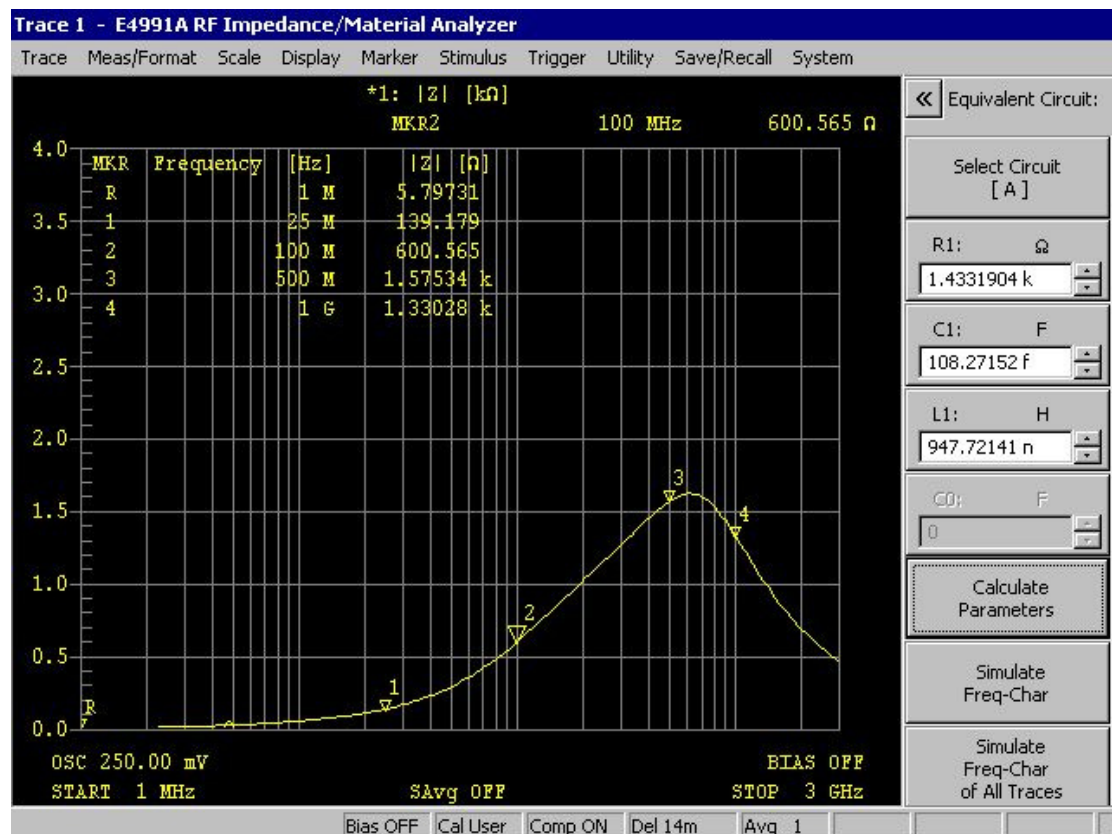 Trace 1 - E4991A RF Impedance/Material Analyzer
Trace Meas/Format Scale Display Marker Stimulus Trigger Utility Save/Recall System
*1: |Z| [kΩ]
MKR2 100 MHz 600.565 Ω
MKR Frequency [Hz] |Z| [Ω]
R 1 M 5.79731
1 25 M 139.179
2 100 M 600.565
3 500 M 1.57534 k
4 1 G 1.33028 k
4.0
3.5
3.0
2.5
2.0
1.5
1.0
0.5
0.0
R
1
2
3
4
OSC 250.00 mV BIAS OFF
START 1 MHz SAvg OFF STOP 3 GHz
« Equivalent Circuit:
Select Circuit
[ A ]
R1: Ω
1.4331904 k
C1: F
108.27152 f
L1: H
947.72141 n
C0: F
0
Calculate
Parameters
Simulate
Freq-Char
Simulate
Freq-Char
of All Traces
Bias OFF Cal User Comp ON Del 14m Avg 1